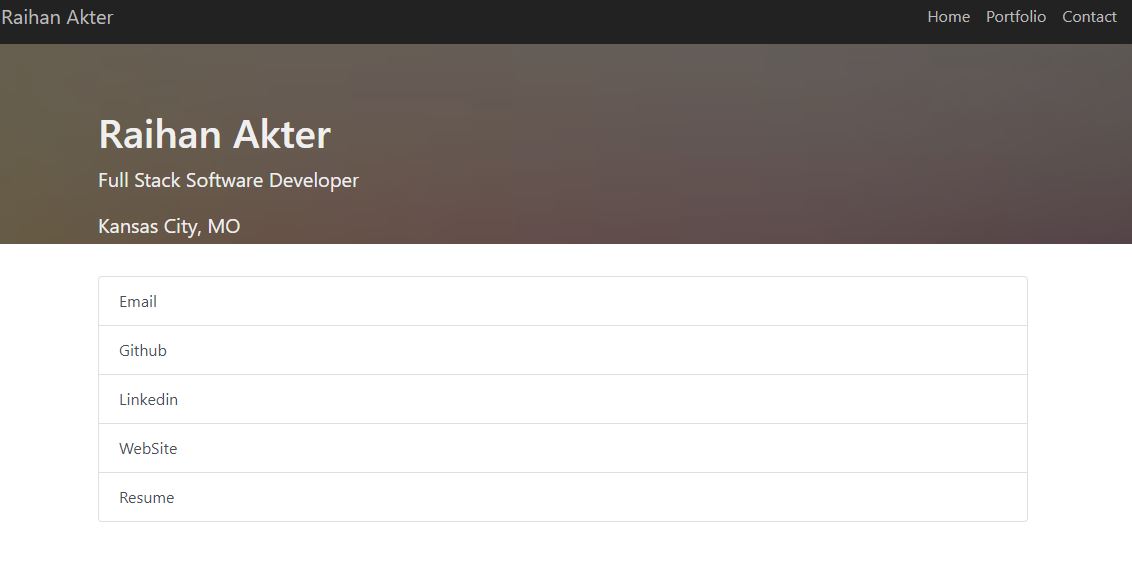 Raihan Akter Home Portfolio Contact
Raihan Akter
Full Stack Software Developer
Kansas City, MO
Email
Github
Linkedin
WebSite
Resume